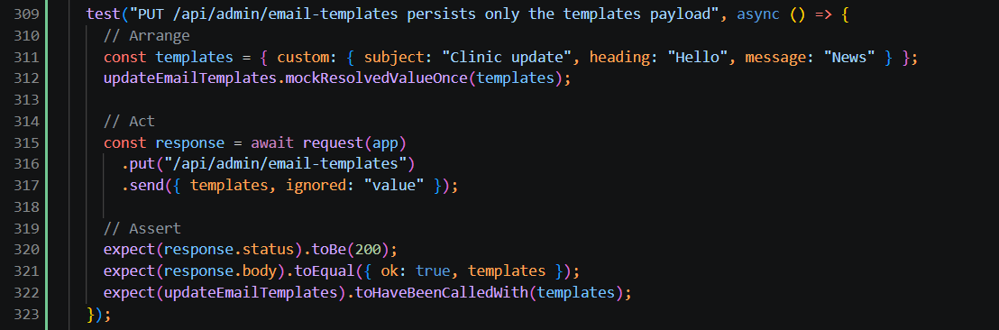 309 test("PUT /api/admin/email-templates persists only the templates payload", async () => {
310 // Arrange
311 const templates = { custom: { subject: "Clinic update", heading: "Hello", message: "News" } };
312 updateEmailTemplates.mockResolvedValueOnce(templates);
313
314 // Act
315 const response = await request(app)
316 .put("/api/admin/email-templates")
317 .send({ templates, ignored: "value" });
318
319 // Assert
320 expect(response.status).toBe(200);
321 expect(response.body).toEqual({ ok: true, templates });
322 expect(updateEmailTemplates).toHaveBeenCalledWith(templates);
323 });